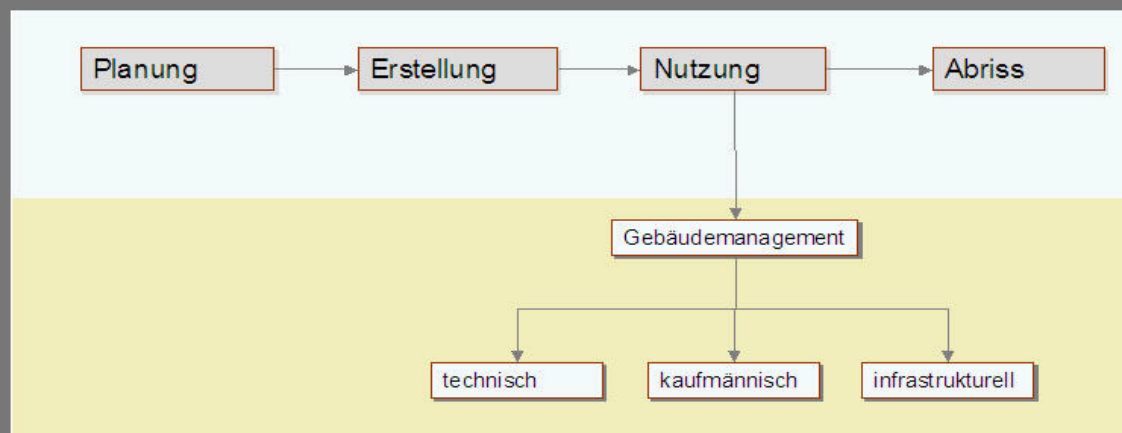 Planung
Erstellung
Nutzung
Abriss
Gebäudemanagement
technisch
kaufmännisch
infrastrukturell